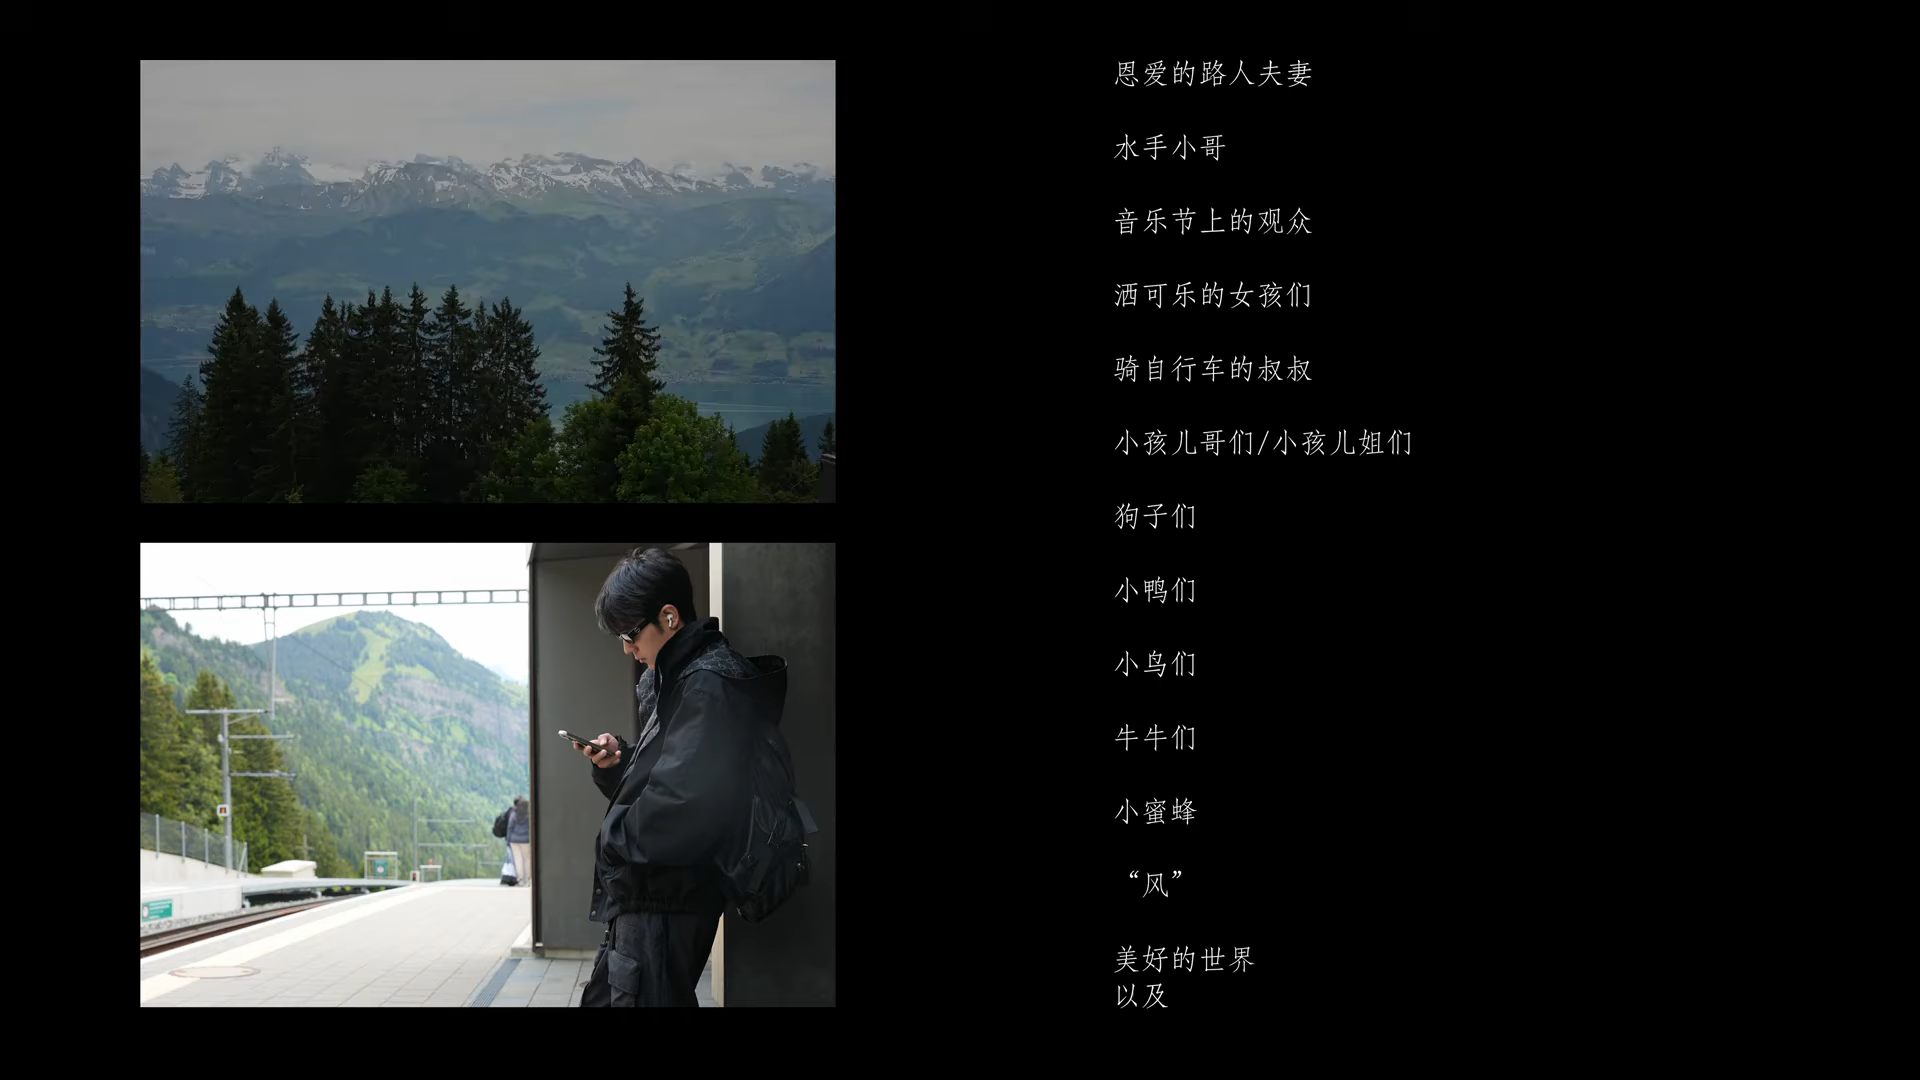 恩爱的路人夫妻
水手小哥
音乐节上的观众
洒可乐的女孩们
骑自行车的叔叔
小孩儿哥们/小孩儿姐们
狗子们
小鸭们
小鸟们
牛牛们
小蜜蜂
“风”
美好的世界
以及